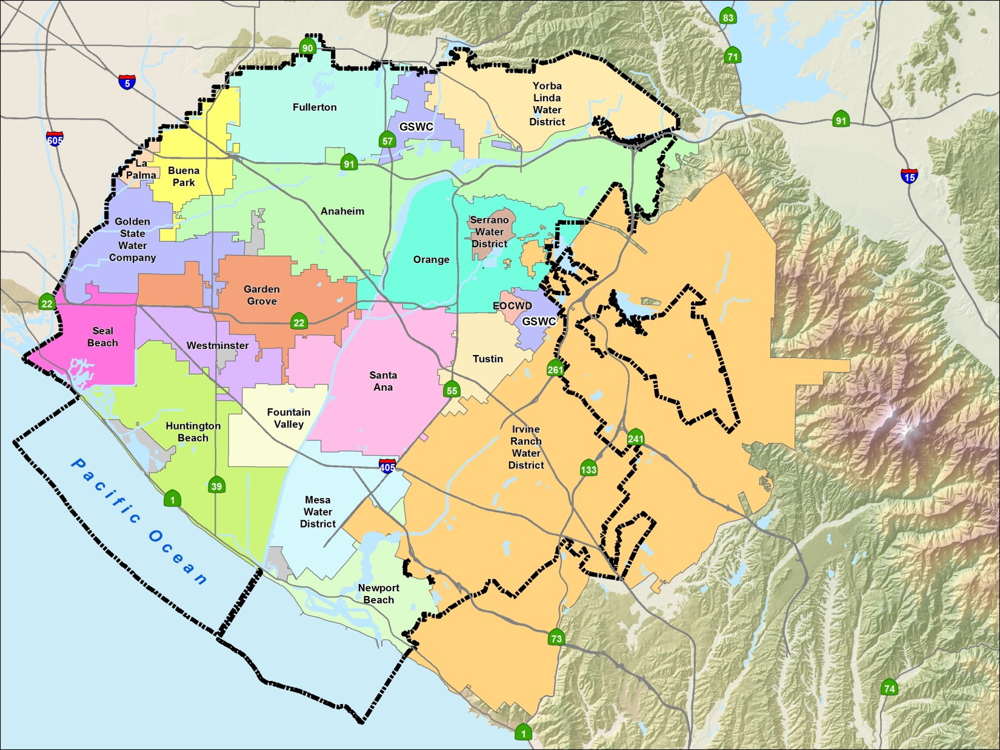 83
90
71
5
Yorba
Linda
Water
District
Fullerton
91
GSWC
605
57
91
La
Palma
Buena
Park
15
Anaheim
Golden
State
Water
Company
Serrano
Water
District
Orange
Garden
Grove
22
EOCWD
22
GSWC
Seal
Beach
Westminster
Tustin
261
Santa
Ana
55
Fountain
Valley
Huntington
Beach
Irvine
Ranch
Water
District
241
405
133
39
1
Pacific Ocean
Mesa
Water
District
Newport
Beach
73
74
1